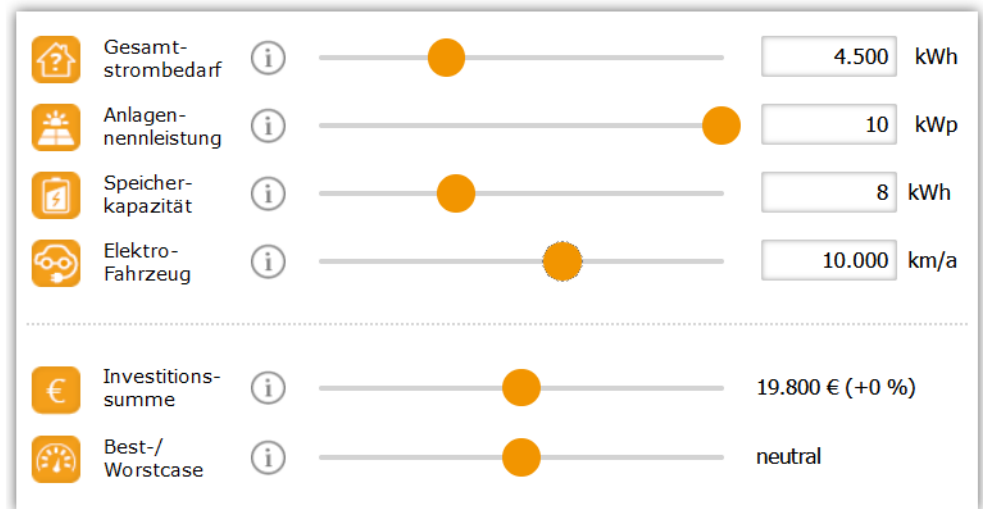 Gesamt-
strombedarf
i
4.500 kWh
Anlagen-
nennleistung
i
10 kWp
Speicher-
kapazität
i
8 kWh
Elektro-
Fahrzeug
i
10.000 km/a
€
Investitions-
summe
i
19.800 € (+0 %)
Best-/
Worstcase
i
neutral